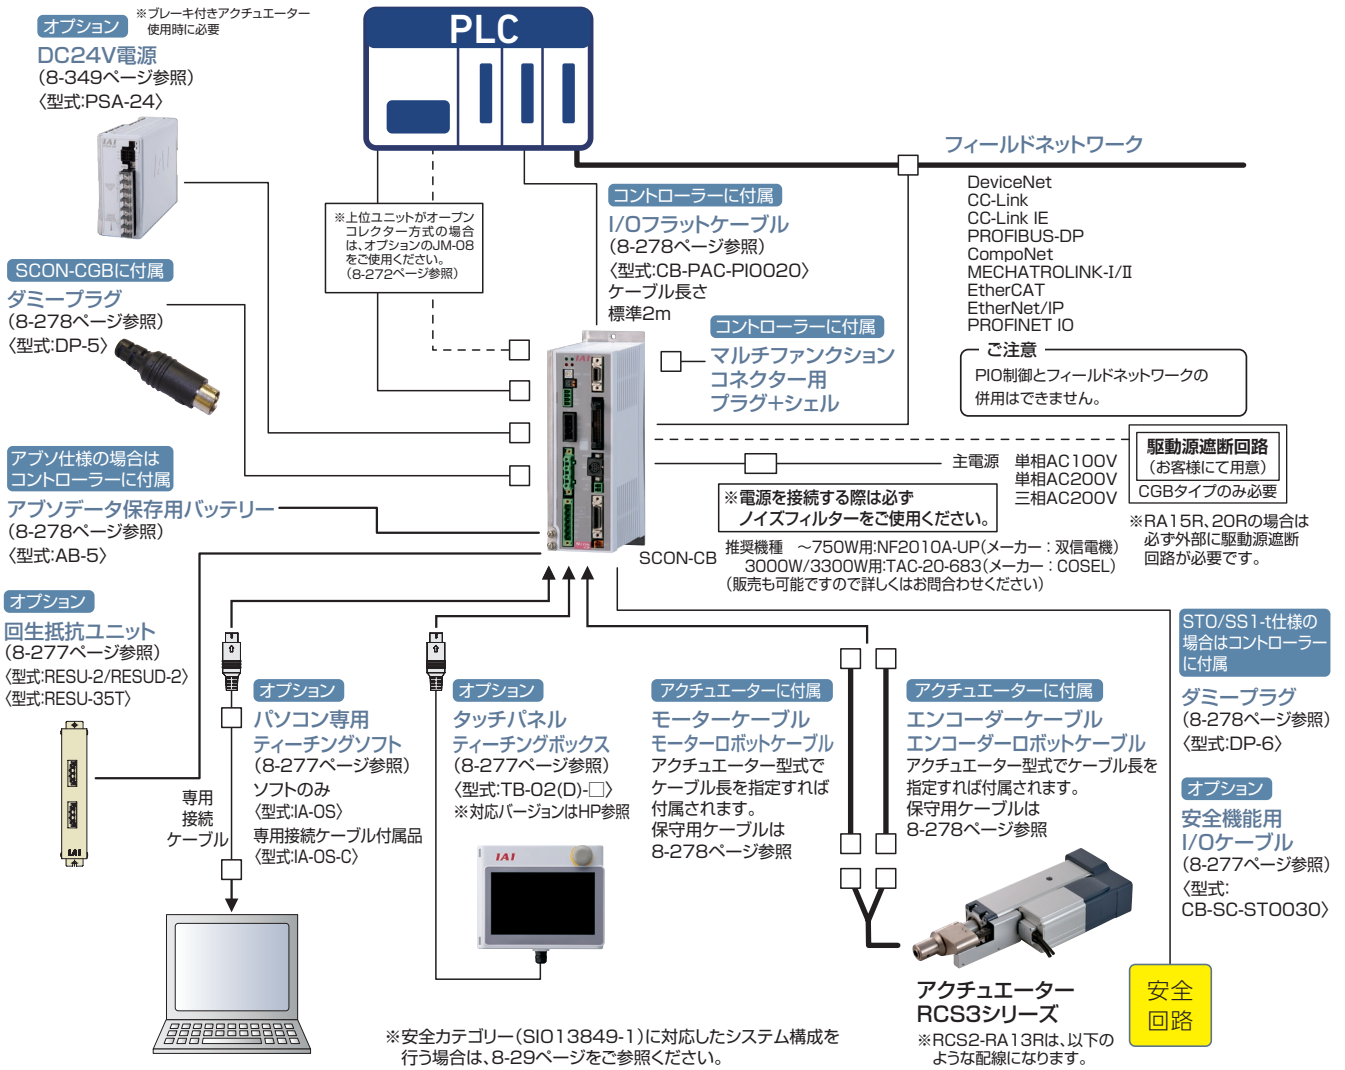 オプション
※ブレーキ付きアクチュエーター
使用時に必要
DC24V電源
(8-349ページ参照)
〈型式:PSA-24〉
IAI
SCON-CGBに付属
ダミープラグ
(8-278ページ参照)
〈型式:DP-5〉
アブソ仕様の場合は
コントローラーに付属
アブソデータ保存用バッテリー
(8-278ページ参照)
〈型式:AB-5〉
オプション
回生抵抗ユニット
(8-277ページ参照)
〈型式:RESU-2/RESUD-2〉
〈型式:RESU-35T〉
IAI
PLC
※上位ユニットがオープン
コレクター方式の場合
は、オプションのJM-08
をご使用ください。
(8-272ページ参照)
コントローラーに付属
I/Oフラットケーブル
(8-278ページ参照)
〈型式:CB-PAC-PIO020〉
ケーブル長さ
標準2m
コントローラーに付属
マルチファンクション
コネクター用
プラグ+シェル
IAI
SCON-CB
フィールドネットワーク
DeviceNet
CC-Link
CC-Link IE
PROFIBUS-DP
CompoNet
MECHATROLINK-I/II
EtherCAT
EtherNet/IP
PROFINET IO
ご注意
PIO制御とフィールドネットワークの
併用はできません。
駆動源遮断回路
(お客様にて用意)
CGBタイプのみ必要
※RA15R、20Rの場合は
必ず外部に駆動源遮断
回路が必要です。
主電源 単相AC100V
単相AC200V
三相AC200V
※電源を接続する際は必ず
ノイズフィルターをご使用ください。
推奨機種 ~750W用:NF2010A-UP(メーカー:双信電機)
3000W/3300W用:TAC-20-683(メーカー:COSEL)
(販売も可能ですので詳しくはお問合わせください)
オプション
パソコン専用
ティーチングソフト
(8-277ページ参照)
ソフトのみ
〈型式:IA-OS〉
専用接続ケーブル付属品
〈型式:IA-OS-C〉
専用
接続
ケーブル
オプション
タッチパネル
ティーチングボックス
(8-277ページ参照)
〈型式:TB-02(D)-□〉
※対応バージョンはHP参照
IAI
アクチュエーターに付属
モーターケーブル
モーターロボットケーブル
アクチュエーター型式で
ケーブル長を指定すれば
付属されます。
保守用ケーブルは
8-278ページ参照
アクチュエーターに付属
エンコーダーケーブル
エンコーダーロボットケーブル
アクチュエーター型式でケーブル長を
指定すれば付属されます。
保守用ケーブルは
8-278ページ参照
STO/SS1-t仕様の
場合はコントローラー
に付属
ダミープラグ
(8-278ページ参照)
〈型式:DP-6〉
オプション
安全機能用
I/Oケーブル
(8-277ページ参照)
〈型式:
CB-SC-STO030〉
安全
回路
アクチュエーター
RCS3シリーズ
※RCS2-RA13Rは、以下の
ような配線になります。
※安全カテゴリー(SIO13849-1)に対応したシステム構成を
行う場合は、8-29ページをご参照ください。